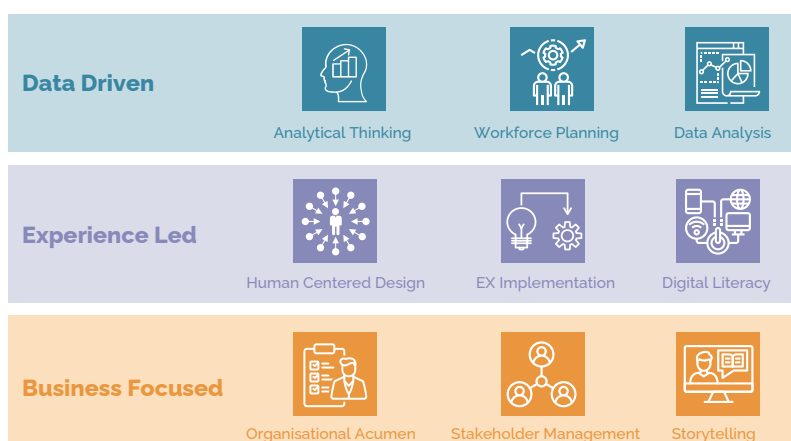 Data Driven
Analytical Thinking
Workforce Planning
Data Analysis
Experience Led
Human Centered Design
EX Implementation
Digital Literacy
Business Focused
Organisational Acumen
Stakeholder Management
Storytelling